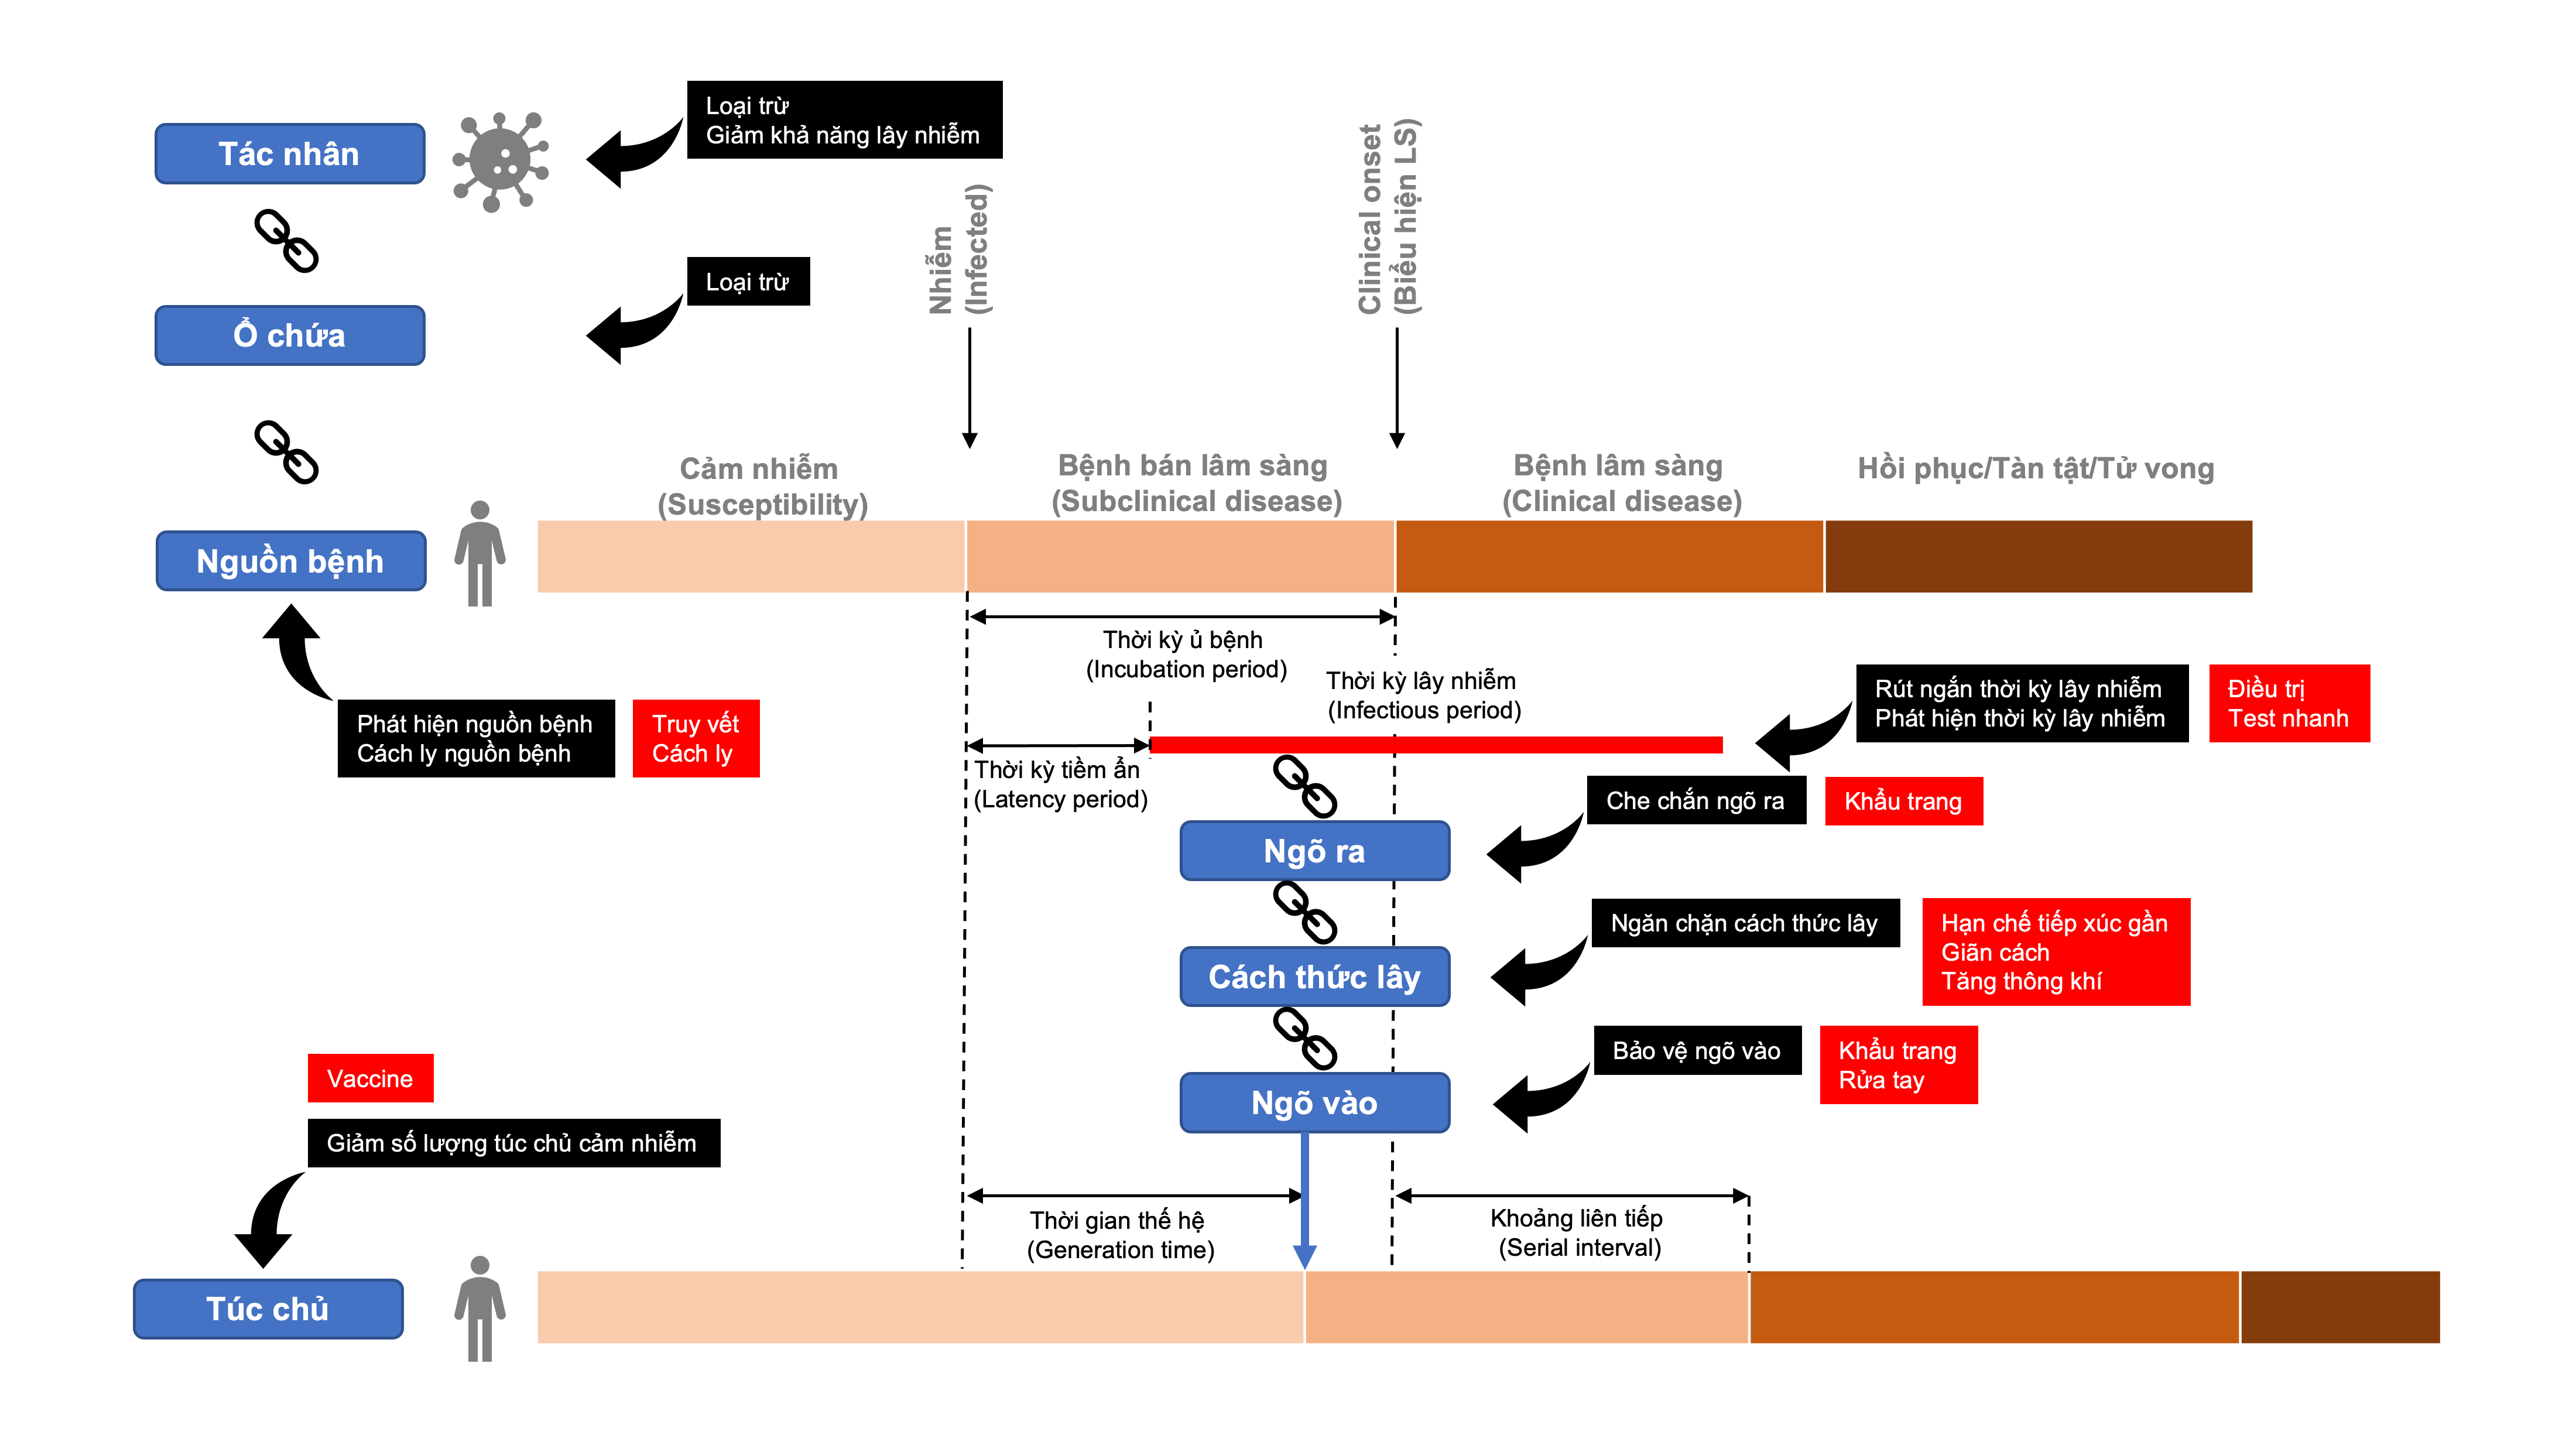 Tác nhân
Loại trừ
Giảm khả năng lây nhiễm
Ổ chứa
Loại trừ
Nhiễm
(Infected)
Clinical onset
(Biểu hiện LS)
Cảm nhiễm
(Susceptibility)
Bệnh bán lâm sàng
(Subclinical disease)
Bệnh lâm sàng
(Clinical disease)
Hồi phục/Tàn tật/Tử vong
Nguồn bệnh
Thời kỳ ủ bệnh
(Incubation period)
Thời kỳ lây nhiễm
(Infectious period)
Phát hiện nguồn bệnh
Cách ly nguồn bệnh
Truy vết
Cách ly
Rút ngắn thời kỳ lây nhiễm
Phát hiện thời kỳ lây nhiễm
Điều trị
Test nhanh
Thời kỳ tiềm ẩn
(Latency period)
Che chắn ngõ ra
Khẩu trang
Ngõ ra
Ngăn chặn cách thức lây
Hạn chế tiếp xúc gần
Giãn cách
Tăng thông khí
Cách thức lây
Bảo vệ ngõ vào
Khẩu trang
Rửa tay
Ngõ vào
Vaccine
Giảm số lượng túc chủ cảm nhiễm
Thời gian thế hệ
(Generation time)
Khoảng liên tiếp
(Serial interval)
Túc chủ